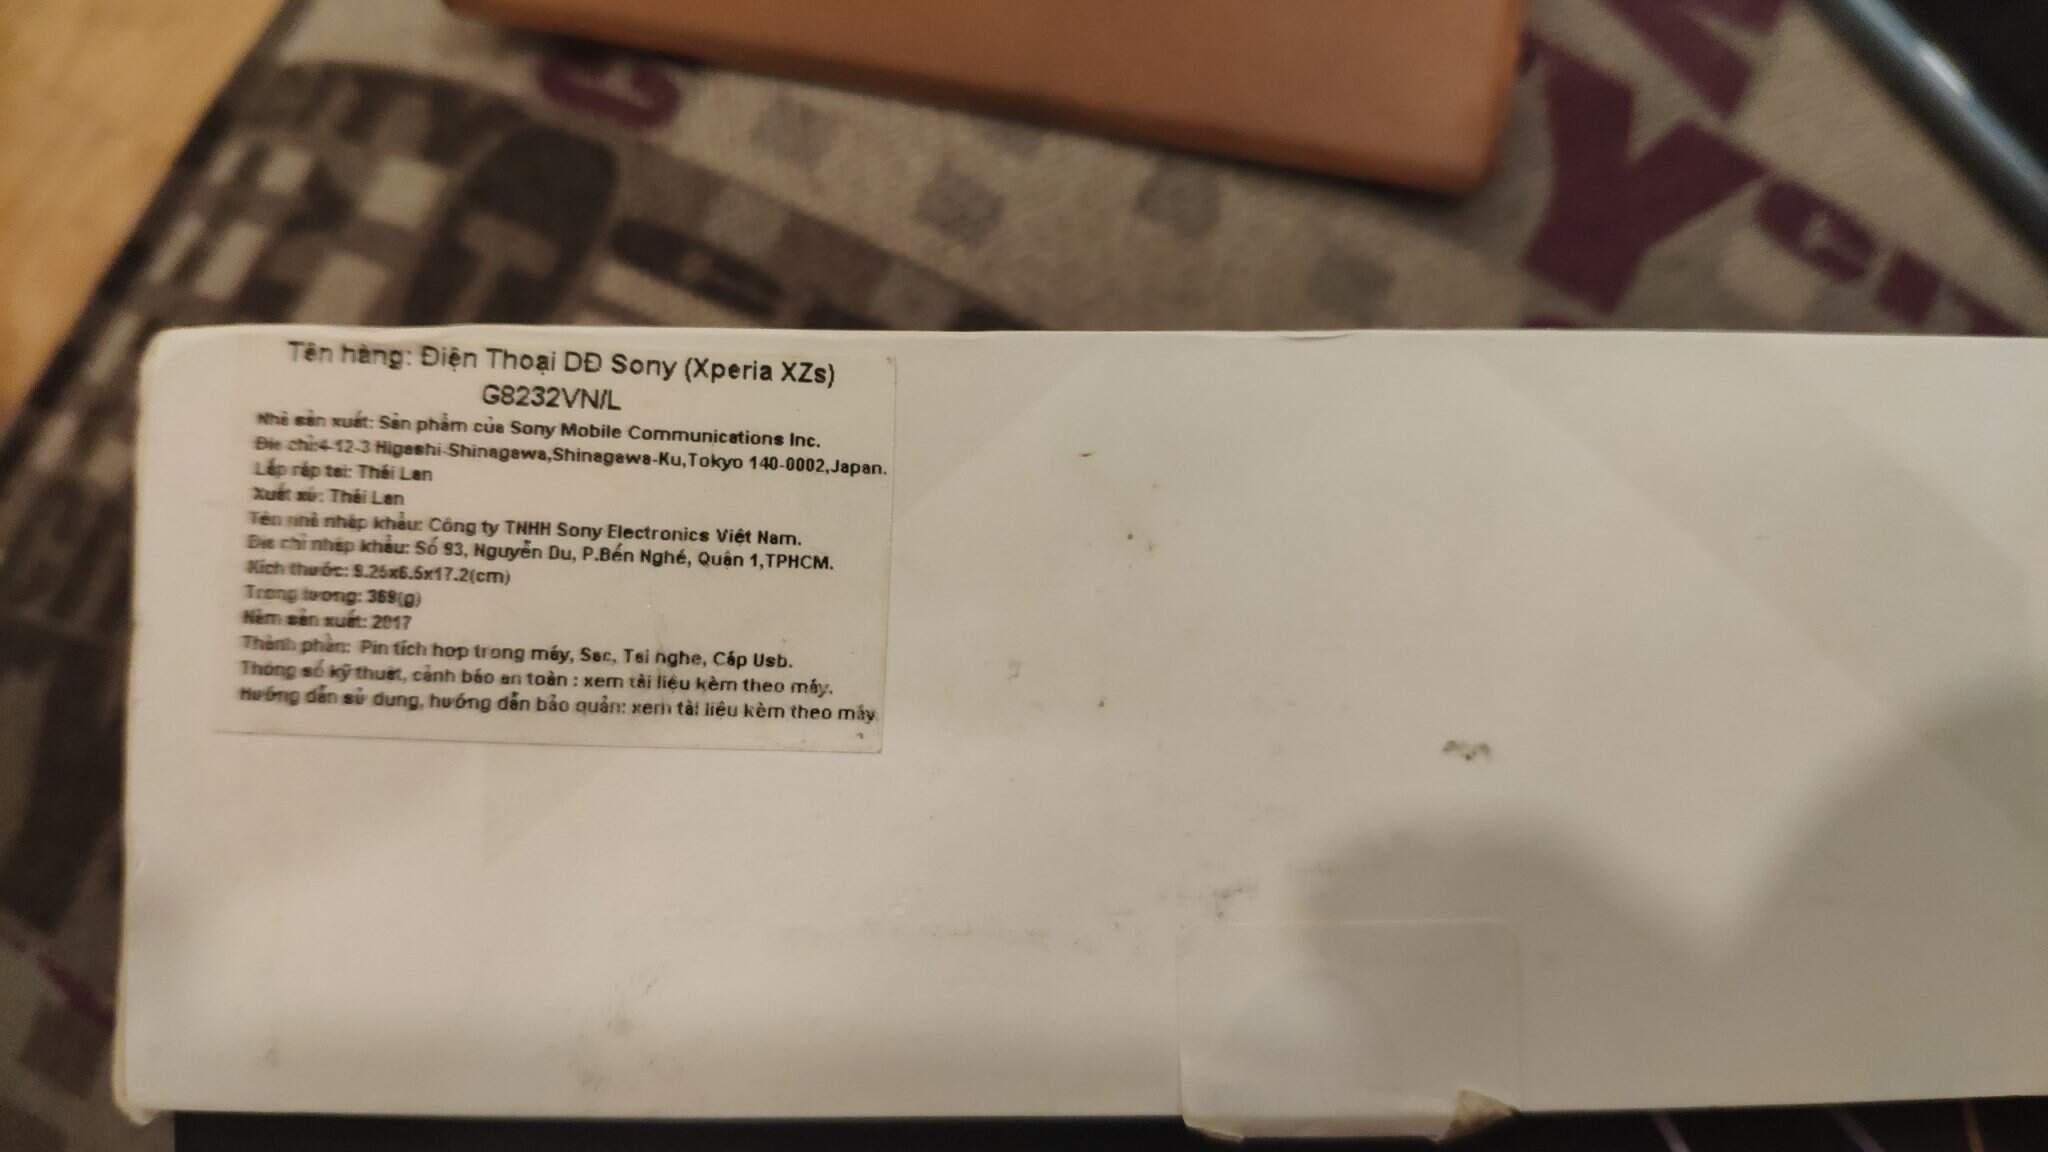 Tên hàng: Điện Thoại DĐ Sony (Xperia XZs)
G8232VN/L
Nhà sản xuất: Sản phẩm của Sony Mobile Communications Inc.
Địa chỉ:4-12-3 Higashi-Shinagawa,Shinagawa-Ku,Tokyo 140-0002,Japan.
Lắp ráp tại: Thái Lan
Xuất xứ: Thái Lan
Tên nhà nhập khẩu: Công ty TNHH Sony Electronics Việt Nam.
Địa chỉ nhập khẩu: Số 93, Nguyễn Du, P.Bến Nghé, Quận 1,TPHCM.
Kích thước: 9.25x6.5x17.2(cm)
Trọng lượng: 369(g)
Năm sản xuất: 2017
Thành phần: Pin tích hợp trong máy, Sạc, Tai nghe, Cáp Usb.
Thông số kỹ thuật, cảnh báo an toàn : xem tài liệu kèm theo máy.
Hướng dẫn sử dụng, hướng dẫn bảo quản: xem tài liệu kèm theo máy.